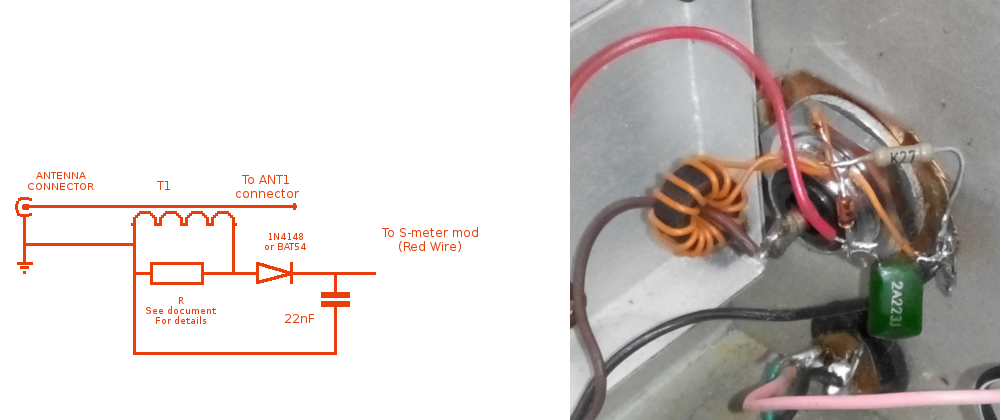 ANTENNA
CONNECTOR
T1
To ANT1
connector
1N4148
or BAT54
To S-meter mod
(Red Wire)
R
See document
For details
22nF
K27
2A223J